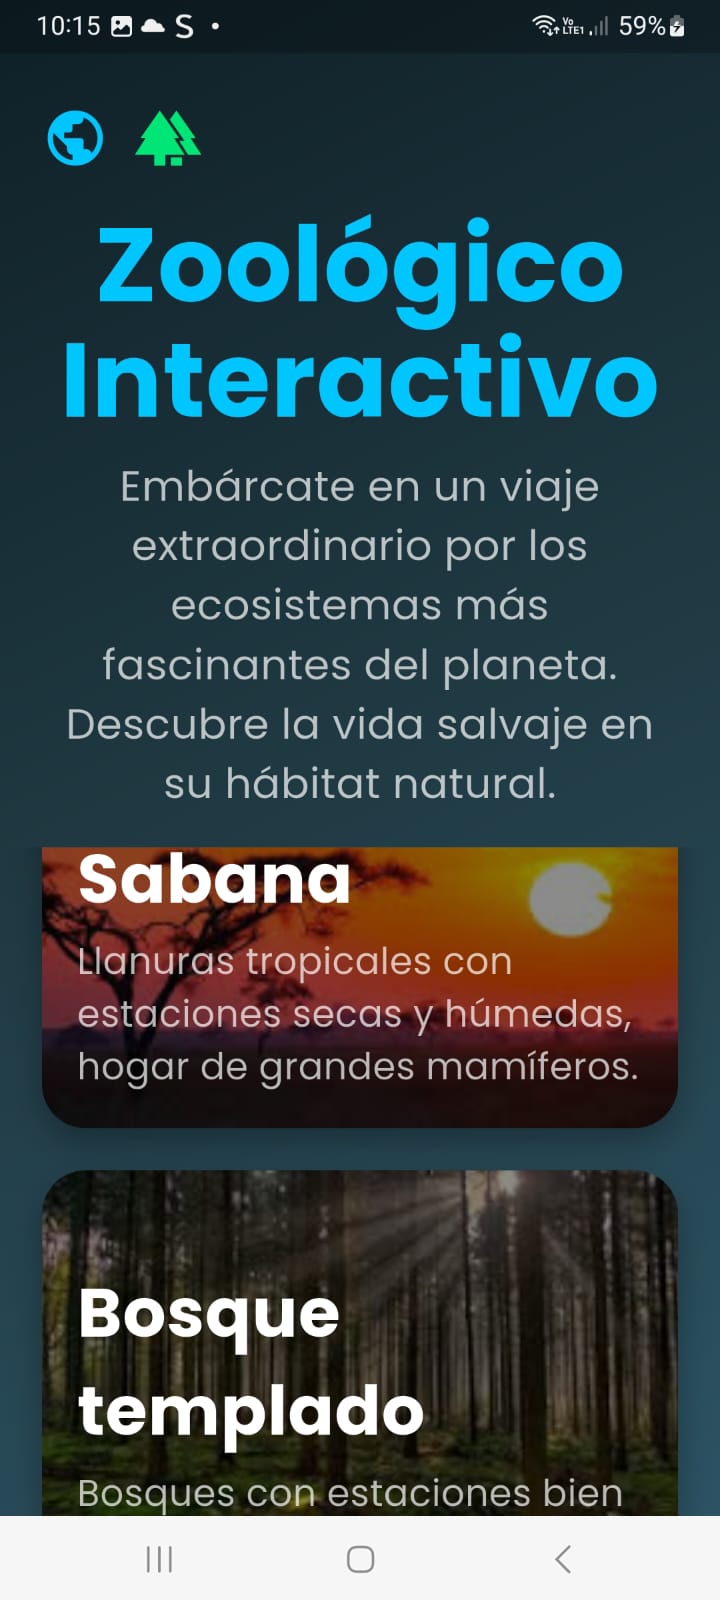 10:15 S
Vo
LTE1 59%
Zoológico
Interactivo
Embárcate en un viaje
extraordinario por los
ecosistemas más
fascinantes del planeta.
Descubre la vida salvaje en
su hábitat natural.
Sabana
Llanuras tropicales con
estaciones secas y húmedas,
hogar de grandes mamíferos.
Bosque
templado
Bosques con estaciones bien